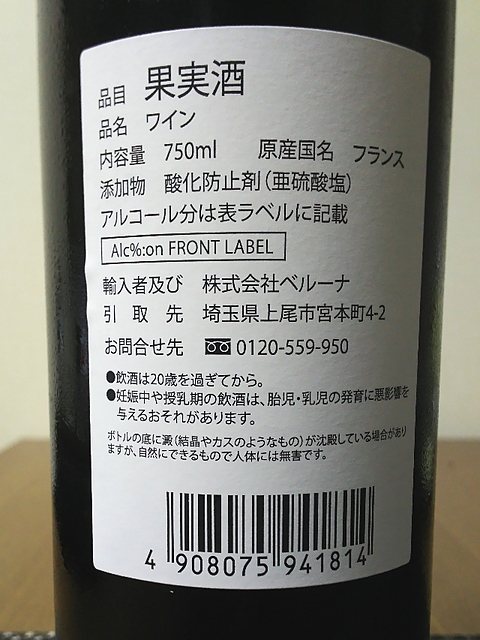 品目 果実酒
品名 ワイン
内容量 750ml 原産国名 フランス
添加物 酸化防止剤(亜硫酸塩)
アルコール分は表ラベルに記載
Alc%:on FRONT LABEL
輸入者及び 株式会社ベルーナ
引取先 埼玉県上尾市宮本町4-2
お問合せ先 0120-559-950
●飲酒は20歳を過ぎてから。
●妊娠中や授乳期の飲酒は、胎児・乳児の発育に悪影響を
与えるおそれがあります。
ボトルの底に澱(結晶やカスのようなもの)が沈殿している場合があり
ますが、自然にできるもので人体には無害です。
4 908075 941814